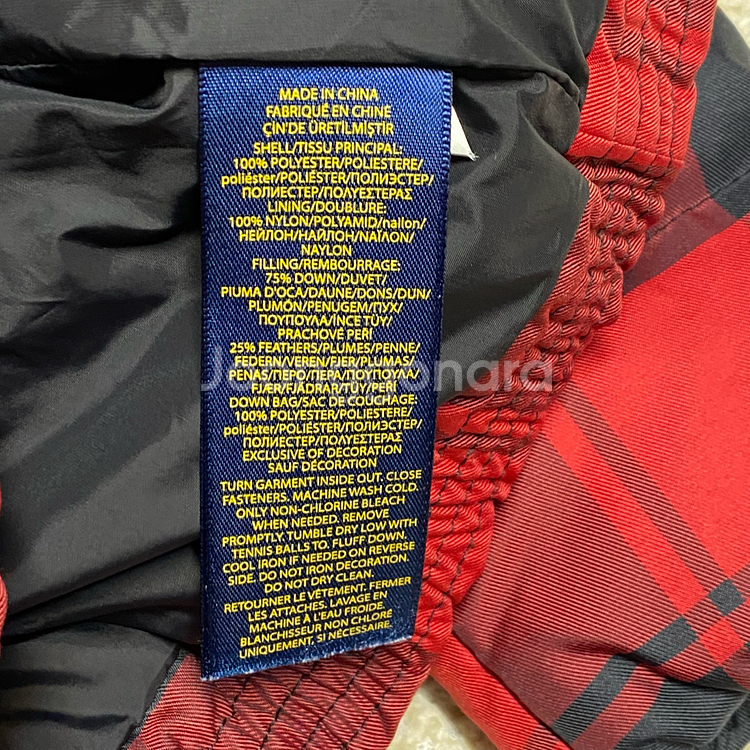 MADE IN CHINA
FABRIQUÉ EN CHINE
ÇİN'DE ÜRETİLMİŞTİR
SHELL/TISSU PRINCIPAL:
100% POLYESTER/POLIESTERE/
poliéster/POLIÉSTER/ПОЛИЭСТЕР/
ПОЛИЕСТЕР/ΠΟΛΥΕΣΤΕΡΑΣ
LINING/DOUBLURE:
100% NYLON/POLYAMID/nailon/
НЕЙЛОН/НАЙЛОН/ΝΑΪΛΟΝ/
NAYLON
FILLING/REMBOURRAGE:
75% DOWN/DUVET/
PIUMA D'OCA/DAUNE/DONS/DUN/
PLUMÓN/PENUGEM/ПУХ/
ΠΟΥΠΟΥΛΑ/İNCE TÜY/
PRACHOVÉ PEŘÍ
25% FEATHERS/PLUMES/PENNE/
FEDERN/VEREN/FJER/PLUMAS/
PENAS/ПЕРО/ПЕРА/ΠΟΥΠΟΥΛΑ/
FJÆR/FJÄDRAR/TÜY/PEŘÍ
DOWN BAG/SAC DE COUCHAGE:
100% POLYESTER/POLIESTERE/
poliéster/POLIÉSTER/ПОЛИЭСТЕР/
ПОЛИЕСТЕР/ΠΟΛΥΕΣΤΕΡΑΣ
EXCLUSIVE OF DECORATION
SAUF DÉCORATION
TURN GARMENT INSIDE OUT. CLOSE
FASTENERS. MACHINE WASH COLD.
ONLY NON-CHLORINE BLEACH
WHEN NEEDED. REMOVE
PROMPTLY. TUMBLE DRY LOW WITH
TENNIS BALLS TO. FLUFF DOWN.
COOL IRON IF NEEDED ON REVERSE
SIDE. DO NOT IRON DECORATION.
DO NOT DRY CLEAN.
RETOURNER LE VÊTEMENT. FERMER
LES ATTACHES. LAVAGE EN
MACHINE À L'EAU FROIDE.
BLANCHISSEUR NON CHLORÉ
UNIQUEMENT, SI NÉCESSAIRE.